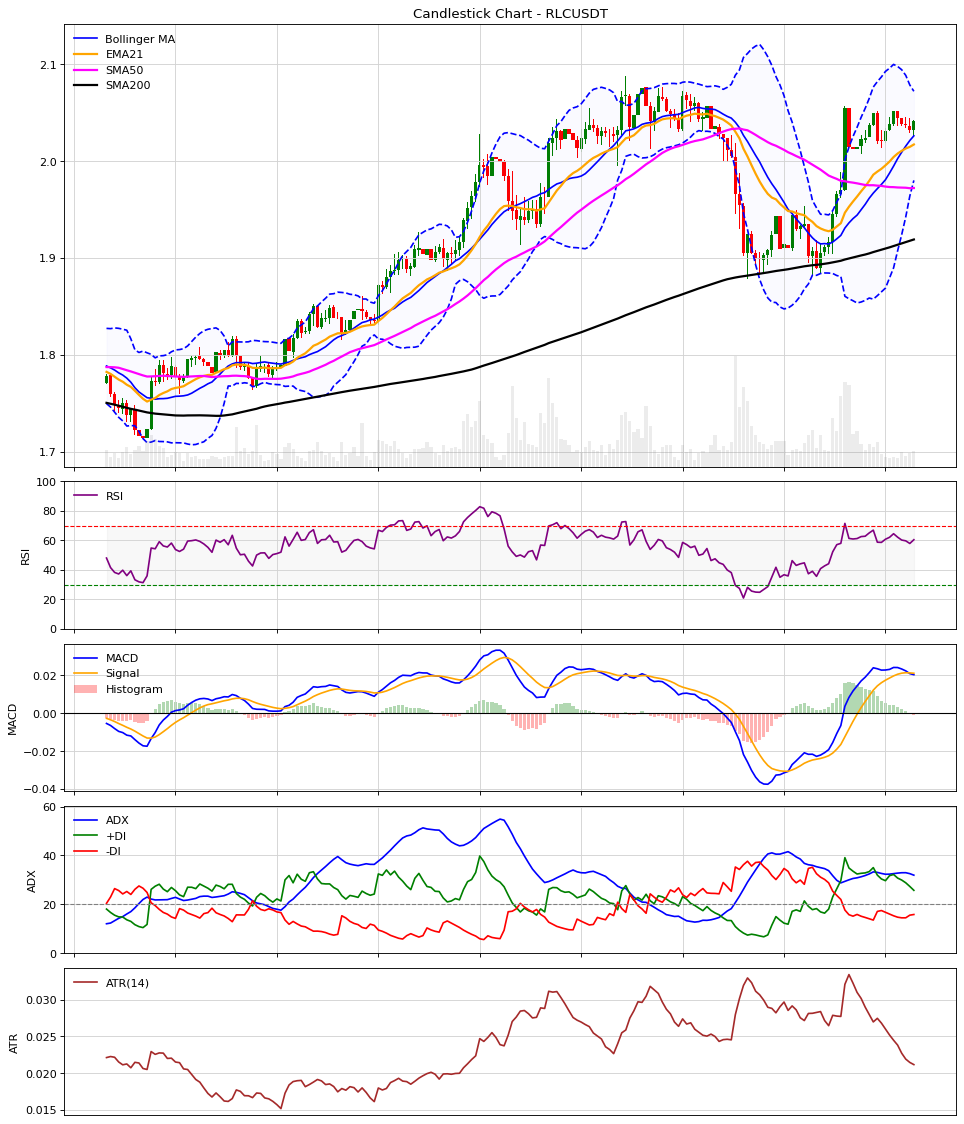 Candlestick Chart - RLCUSDT
Bollinger MA
EMA21
SMA50
SMA200
2.1
2.0
1.9
1.8
1.7
RSI
100
80
60
40
20
0
RSI
MACD
Signal
Histogram
0.02
0.00
−0.02
−0.04
MACD
ADX
+DI
-DI
60
40
20
0
ADX
ATR(14)
0.030
0.025
0.020
0.015
ATR